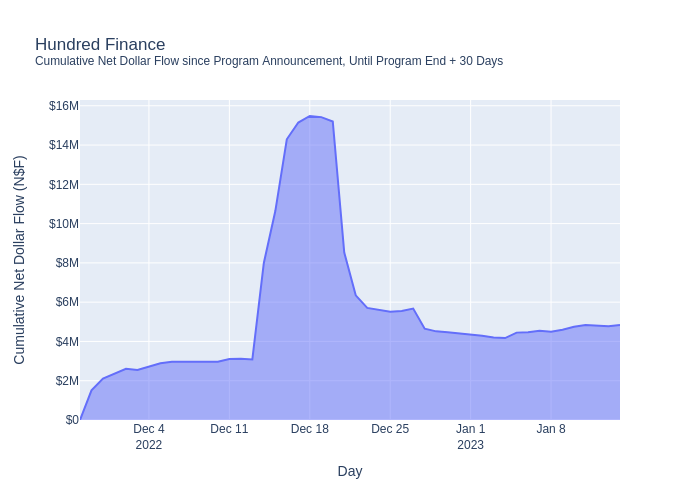 Hundred Finance
Cumulative Net Dollar Flow since Program Announcement, Until Program End + 30 Days
Cumulative Net Dollar Flow (N$F)
$16M
$14M
$12M
$10M
$8M
$6M
$4M
$2M
$0
Dec 4 Dec 11 Dec 18 Dec 25 Jan 1 Jan 8
2022 2023
Day